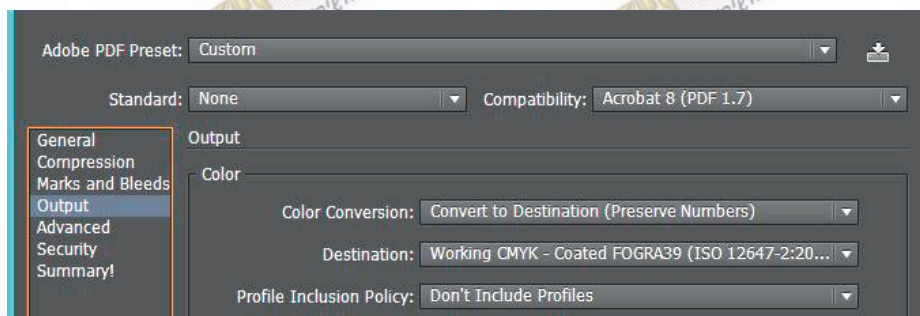 Adobe PDF Preset: Custom
Standard: None Compatibility: Acrobat 8 (PDF 1.7)
General
Compression
Marks and Bleeds
Output
Advanced
Security
Summary!
Output
Color
Color Conversion: Convert to Destination (Preserve Numbers)
Destination: Working CMYK - Coated FOGRA39 (ISO 12647-2:20...
Profile Inclusion Policy: Don't Include Profiles